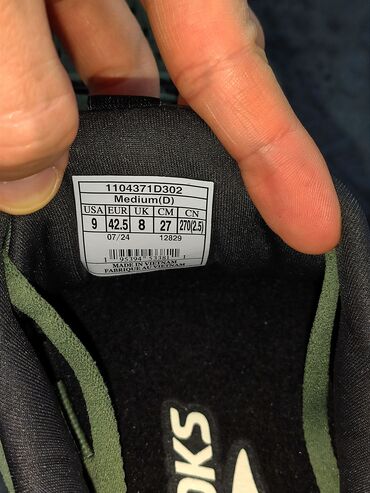 1104371D302
Medium(D)
USA EUR UK CM CN
9 42.5 8 27 270(2.5)
07/24 12829
MADE IN VIETNAM
FABRIQUE AU VIETNAM
OKS